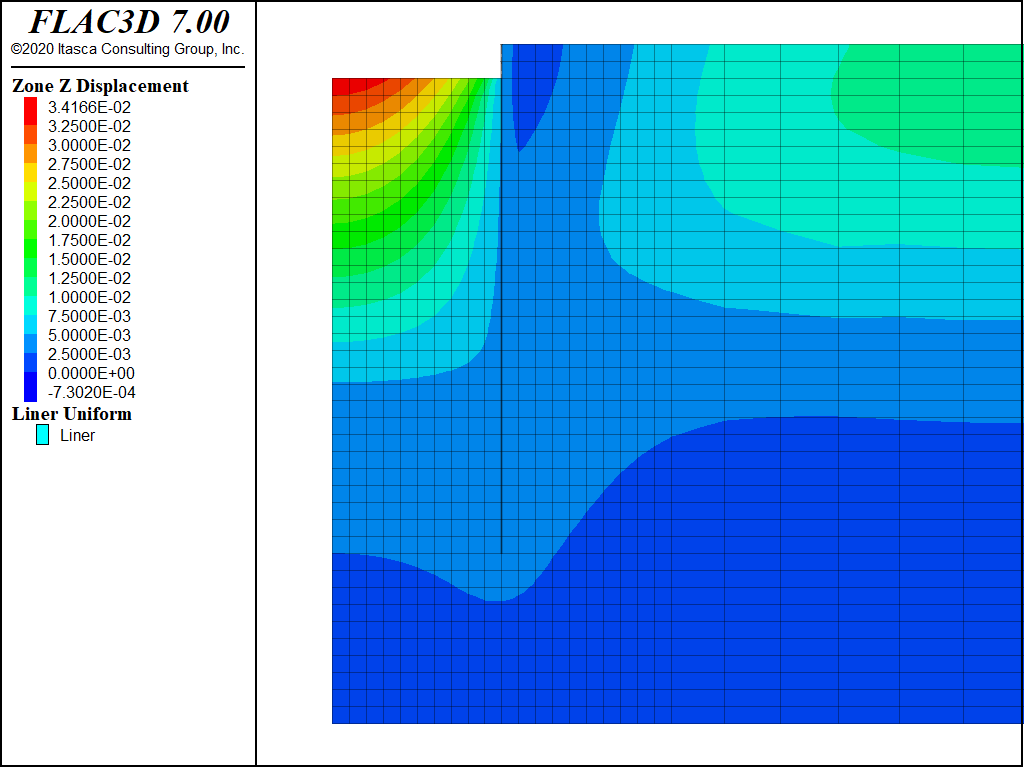 FLAC3D 7.00
©2020 Itasca Consulting Group, Inc.
Zone Z Displacement
3.4166E-02
3.2500E-02
3.0000E-02
2.7500E-02
2.5000E-02
2.2500E-02
2.0000E-02
1.7500E-02
1.5000E-02
1.2500E-02
1.0000E-02
7.5000E-03
5.0000E-03
2.5000E-03
0.0000E+00
-7.3020E-04
Liner Uniform
Liner